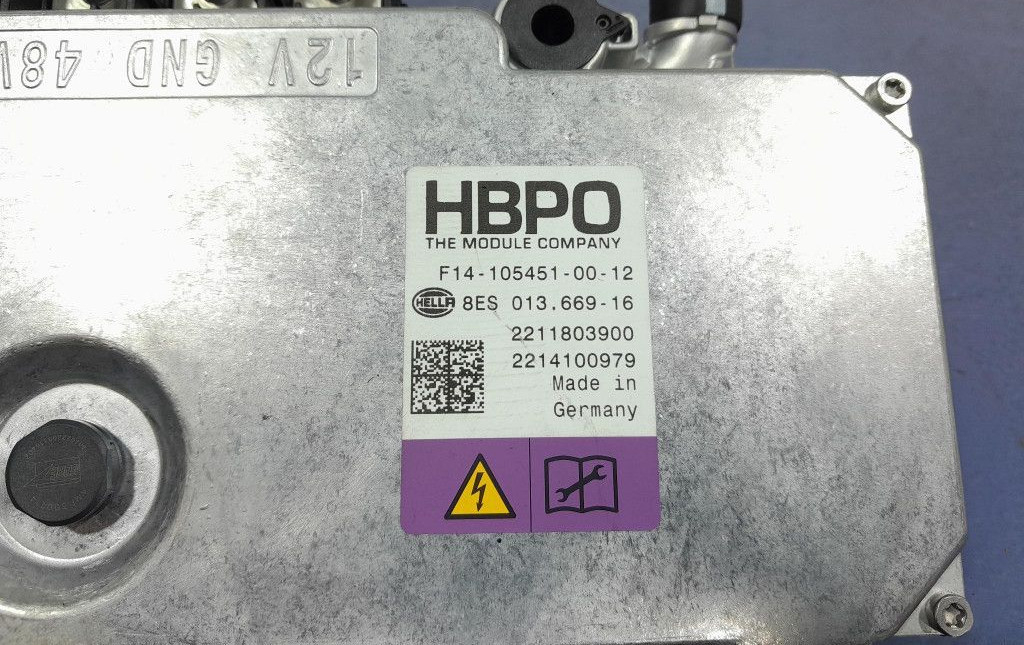 12V GND 48V
HBPO
THE MODULE COMPANY
F14-105451-00-12
HELLA 8ES 013.669-16
2211803900
2214100979
Made in
Germany